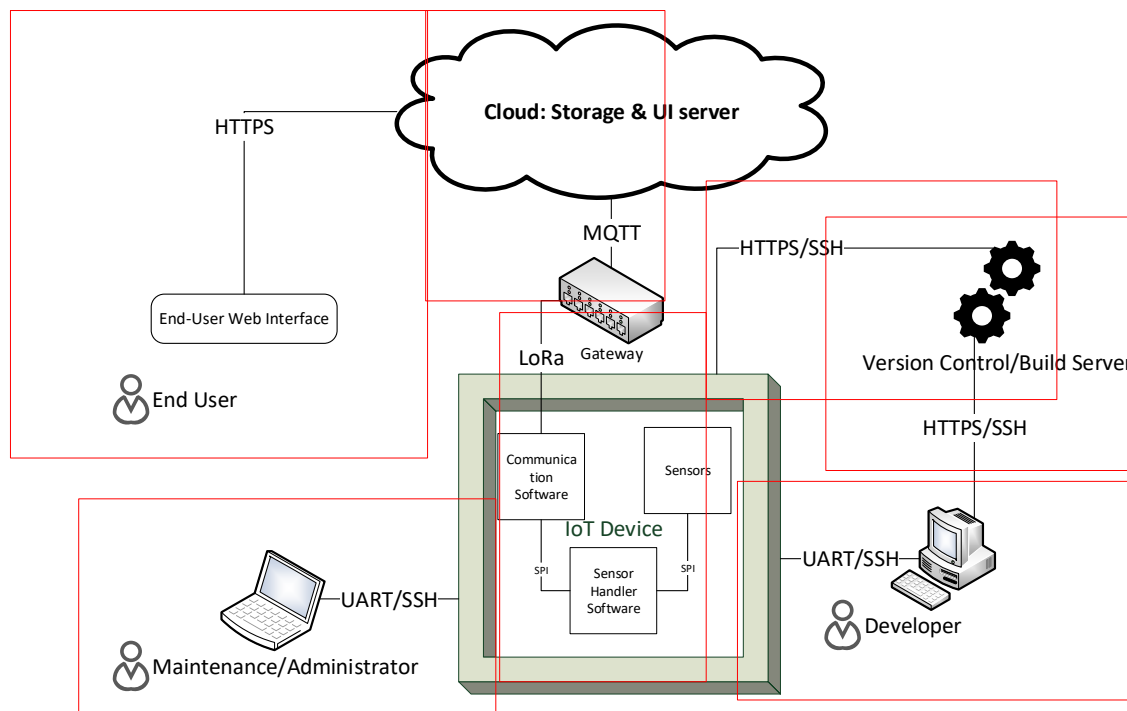 Cloud: Storage & UI server
HTTPS
MQTT
HTTPS/SSH
End-User Web Interface
Gateway
LoRa
Version Control/Build Server
End User
HTTPS/SSH
Communica
tion
Software
Sensors
IoT Device
SPI
SPI
Sensor
Handler
Software
UART/SSH
UART/SSH
Developer
Maintenance/Administrator